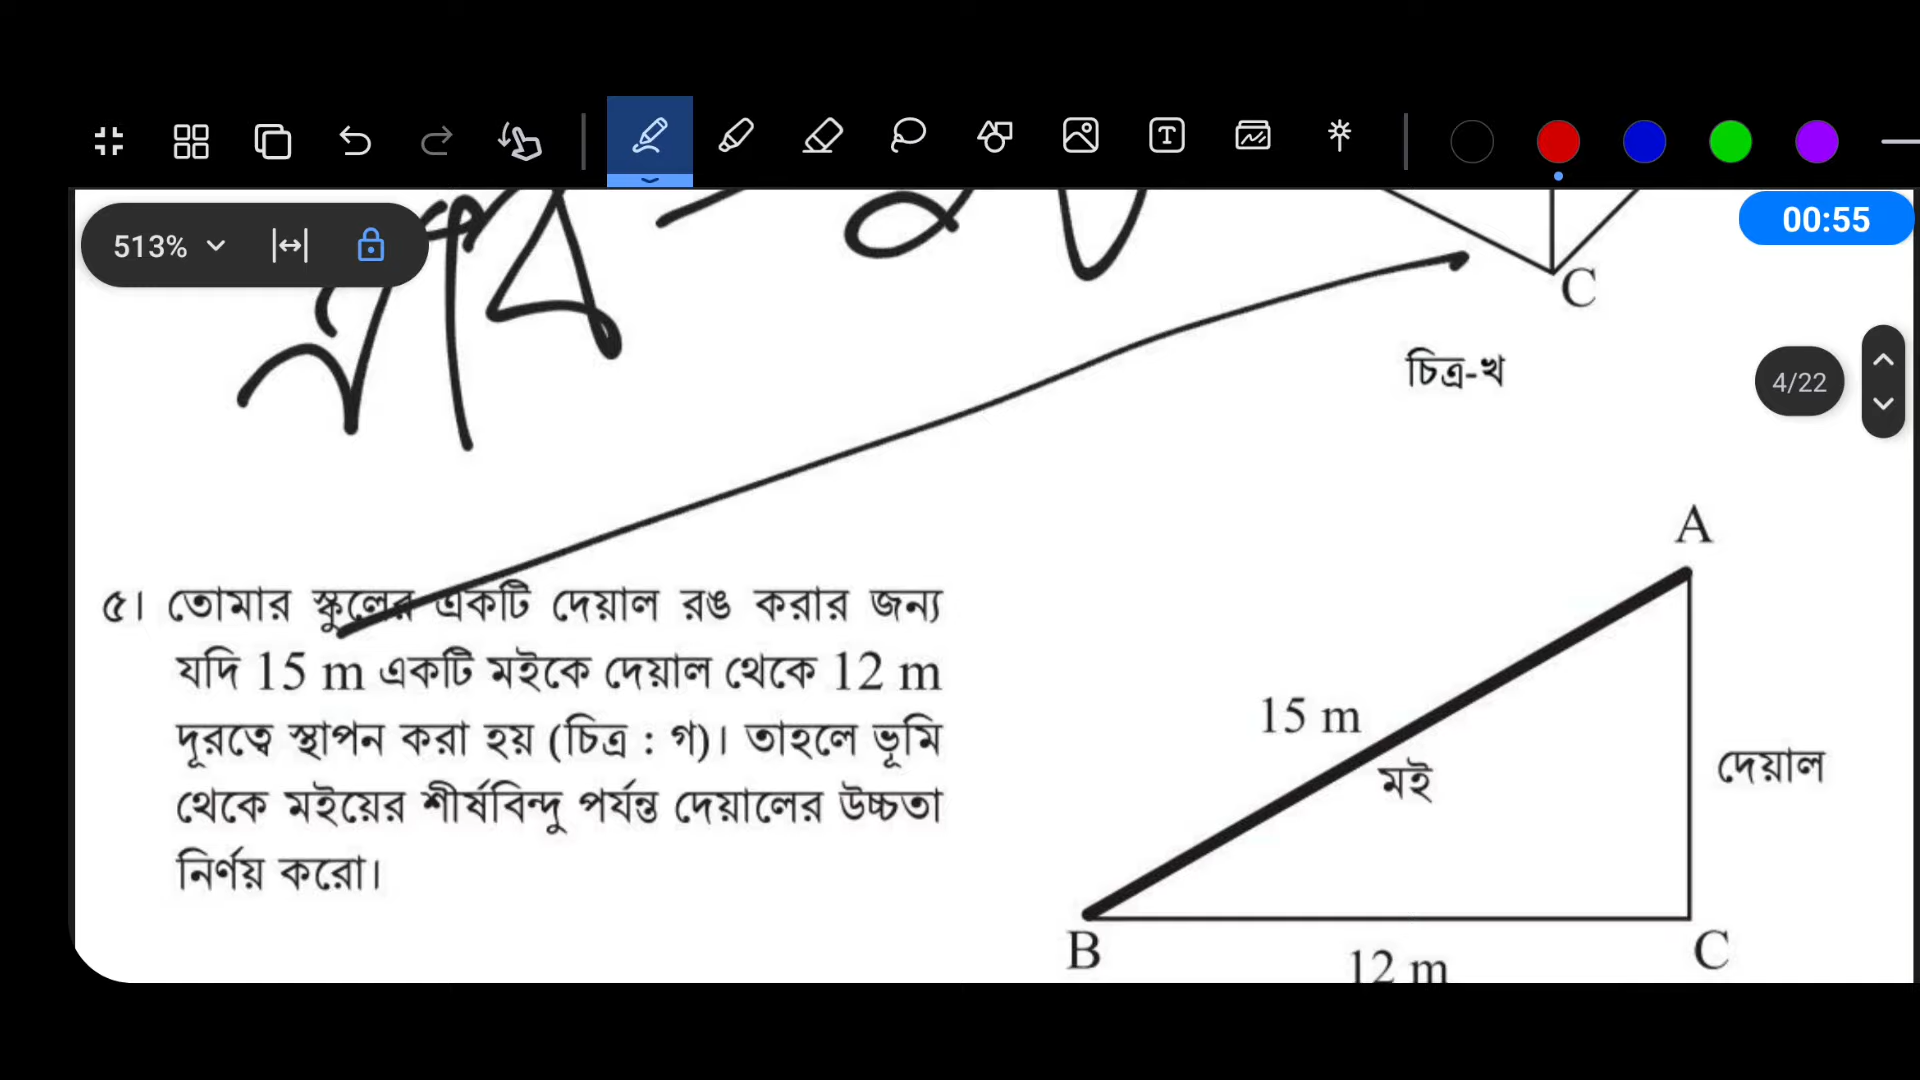 513%
00:55
C
চিত্র-খ
4/22
৫। তোমার স্কুলের একটি দেয়াল রঙ করার জন্য
যদি 15 m একটি মইকে দেয়াল থেকে 12 m
দূরত্বে স্থাপন করা হয় (চিত্র : গ)। তাহলে ভূমি
থেকে মইয়ের শীর্ষবিন্দু পর্যন্ত দেয়ালের উচ্চতা
নির্ণয় করো।
A
15 m
মই
দেয়াল
B
12 m
C